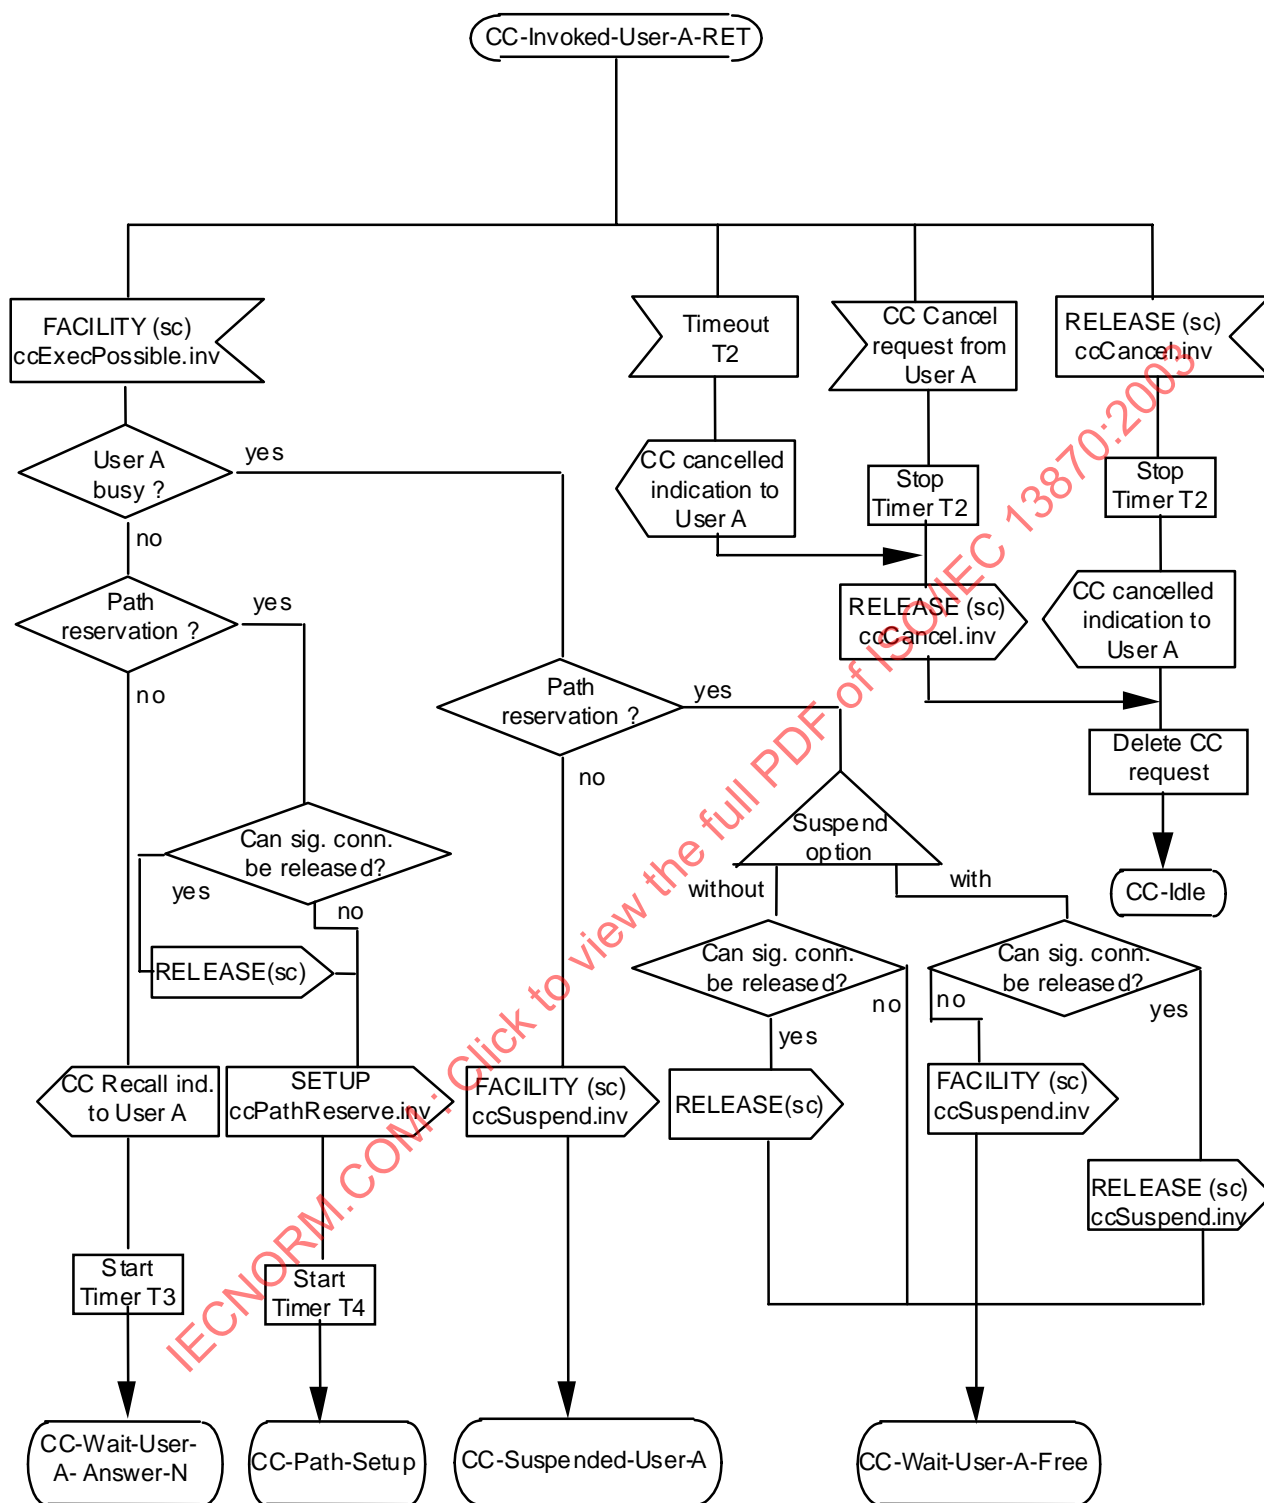 CC-Invoked-User-A-RET
FACILITY (sc)
ccExecPossible.inv
Timeout
T2
CC Cancel
request from
User A
RELEASE (sc)
ccCancel.inv
User A
busy ?
yes
no
CC cancelled
indication to
User A
Stop
Timer T2
Stop
Timer T2
Path
reservation ?
yes
no
RELEASE (sc)
ccCancel.inv
CC cancelled
indication to
User A
Path
reservation ?
yes
no
Delete CC
request
Can sig. conn.
be released?
yes
no
Suspend
option
without
with
CC-Idle
RELEASE(sc)
Can sig. conn.
be released?
no
yes
Can sig. conn.
be released?
no
yes
CC Recall ind.
to User A
SETUP
ccPathReserve.inv
FACILITY (sc)
ccSuspend.inv
RELEASE(sc)
FACILITY (sc)
ccSuspend.inv
RELEASE (sc)
ccSuspend.inv
Start
Timer T3
Start
Timer T4
CC-Wait-User-
A- Answer-N
CC-Path-Setup
CC-Suspended-User-A
CC-Wait-User-A-Free
IECNORM.COM : Click to view the full PDF of ISO/IEC 13870:2003